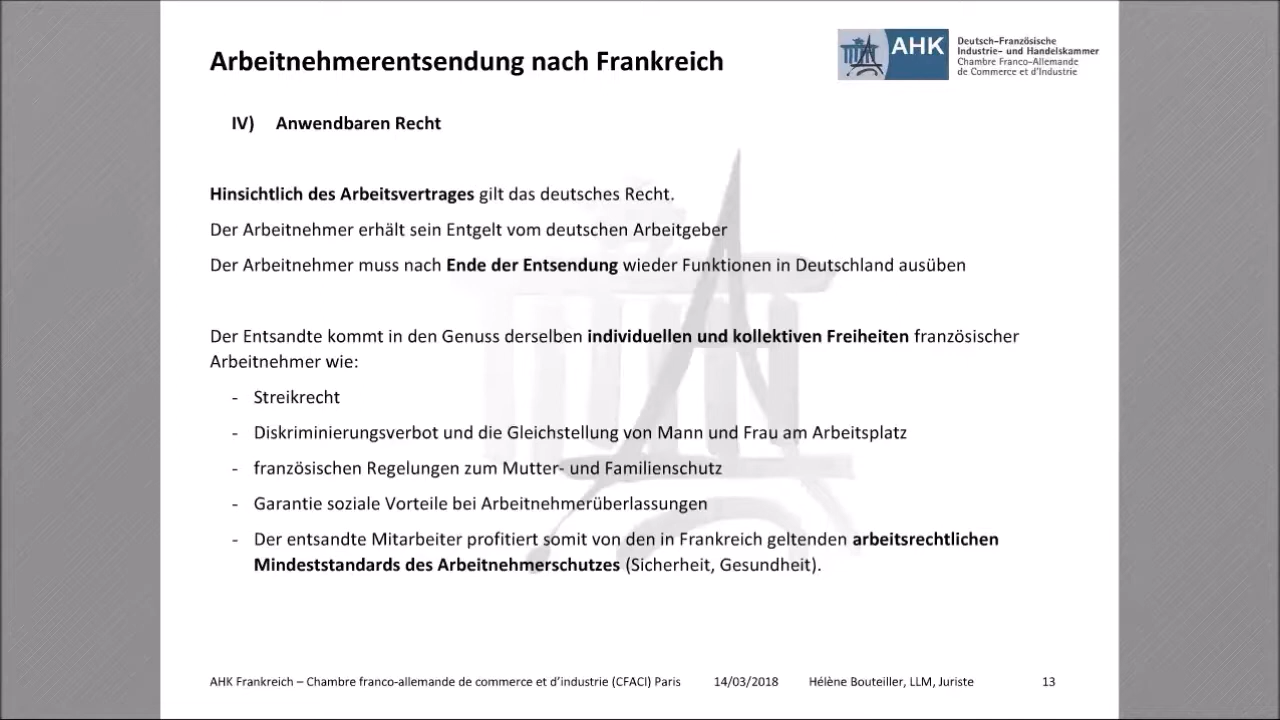 Arbeitnehmerentsendung nach Frankreich
AHK
Deutsch-Französische
Industrie- und Handelskammer
Chambre Franco-Allemande
de Commerce et d'Industrie
IV) Anwendbaren Recht
Hinsichtlich des Arbeitsvertrages gilt das deutsches Recht.
Der Arbeitnehmer erhält sein Entgelt vom deutschen Arbeitgeber
Der Arbeitnehmer muss nach Ende der Entsendung wieder Funktionen in Deutschland ausüben
Der Entsandte kommt in den Genuss derselben individuellen und kollektiven Freiheiten französischer
Arbeitnehmer wie:
- Streikrecht
- Diskriminierungsverbot und die Gleichstellung von Mann und Frau am Arbeitsplatz
- französischen Regelungen zum Mutter- und Familienschutz
- Garantie soziale Vorteile bei Arbeitnehmerüberlassungen
- Der entsandte Mitarbeiter profitiert somit von den in Frankreich geltenden arbeitsrechtlichen
Mindeststandards des Arbeitnehmerschutzes (Sicherheit, Gesundheit).
AHK Frankreich – Chambre franco-allemande de commerce et d'industrie (CFACI) Paris 14/03/2018 Hélène Bouteiller, LLM, Juriste 13